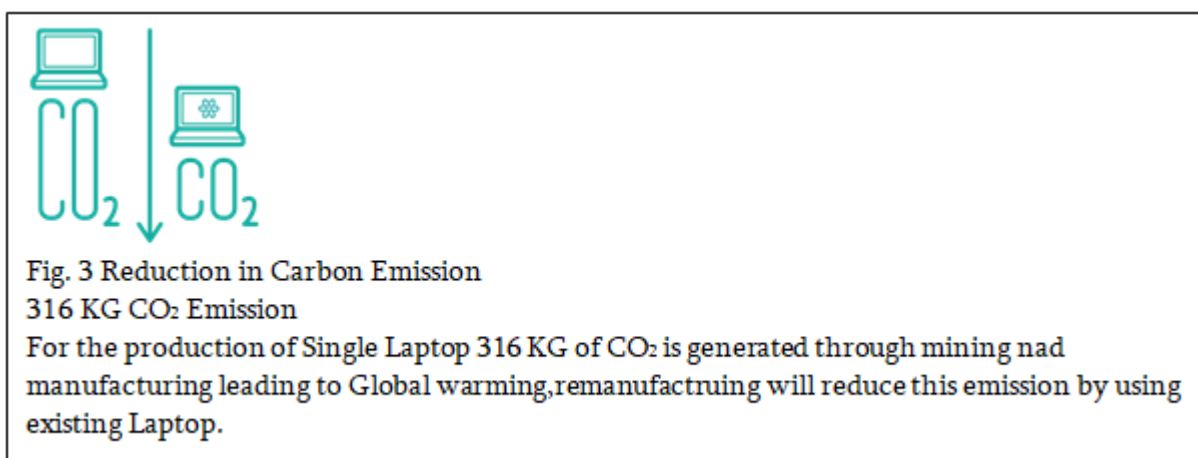 CO₂
CO₂
Fig. 3 Reduction in Carbon Emission
316 KG CO₂ Emission
For the production of Single Laptop 316 KG of CO₂ is generated through mining nad
manufacturing leading to Global warming,remanufactruing will reduce this emission by using
existing Laptop.